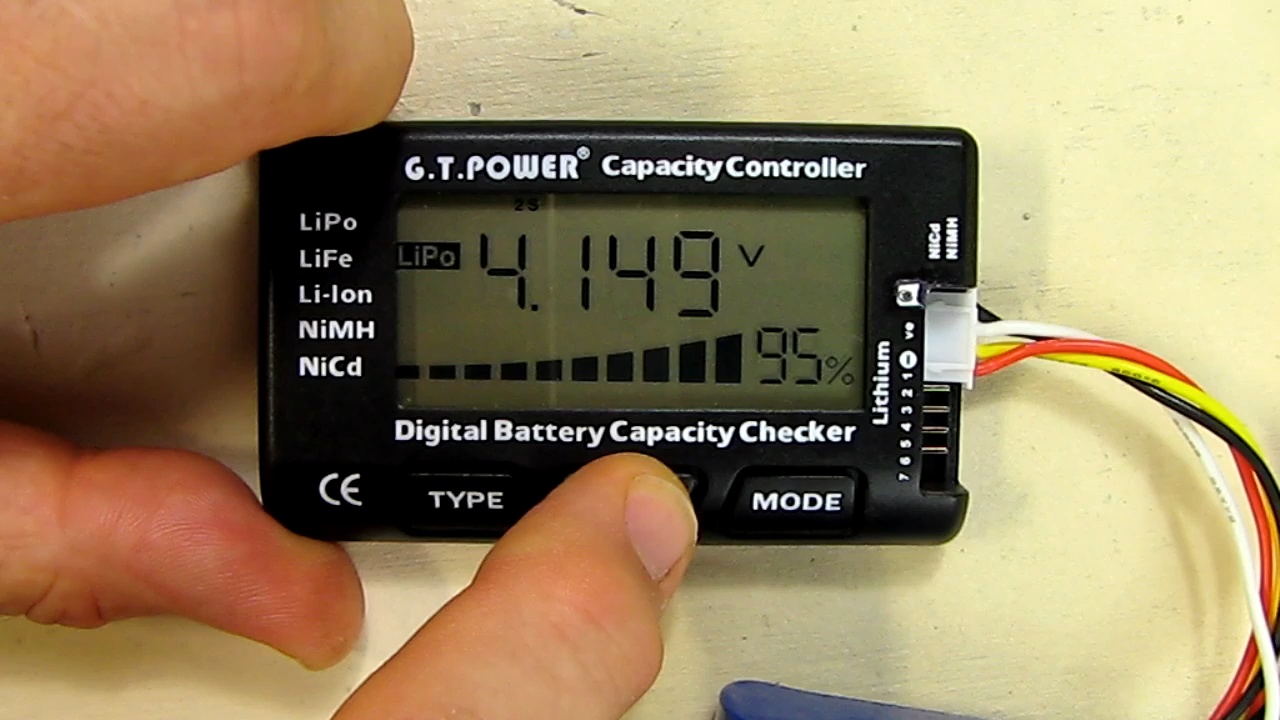 G.T.POWER® Capacity Controller
LiPo
LiFe
Li-Ion
NiMH
NiCd
2S
LiPo 4.149 V
95%
NiCd
NiMH
Lithium
7 6 5 4 3 2 1 − ve
Digital Battery Capacity Checker
CE
TYPE
MODE